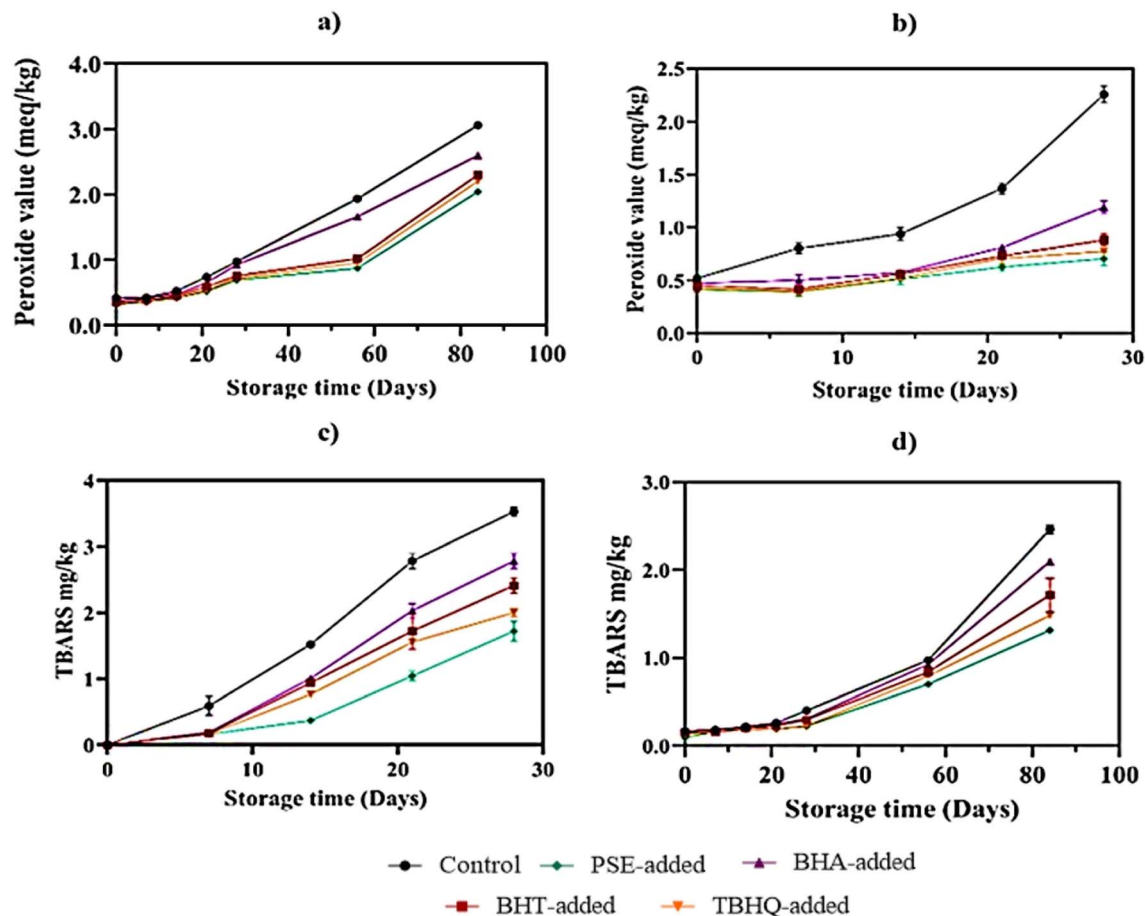 a)
Peroxide value (meq/kg)
4.0
3.0
2.0
1.0
0.0
0 20 40 60 80 100
Storage time (Days)
b)
Peroxide value (meq/kg)
2.5
2.0
1.5
1.0
0.5
0.0
0 10 20 30
Storage time (Days)
c)
TBARS mg/kg
4
3
2
1
0
0 10 20 30
Storage time (Days)
d)
TBARS mg/kg
3.0
2.0
1.0
0.0
0 20 40 60 80 100
Storage time (Days)
Control PSE-added BHA-added
BHT-added TBHQ-added